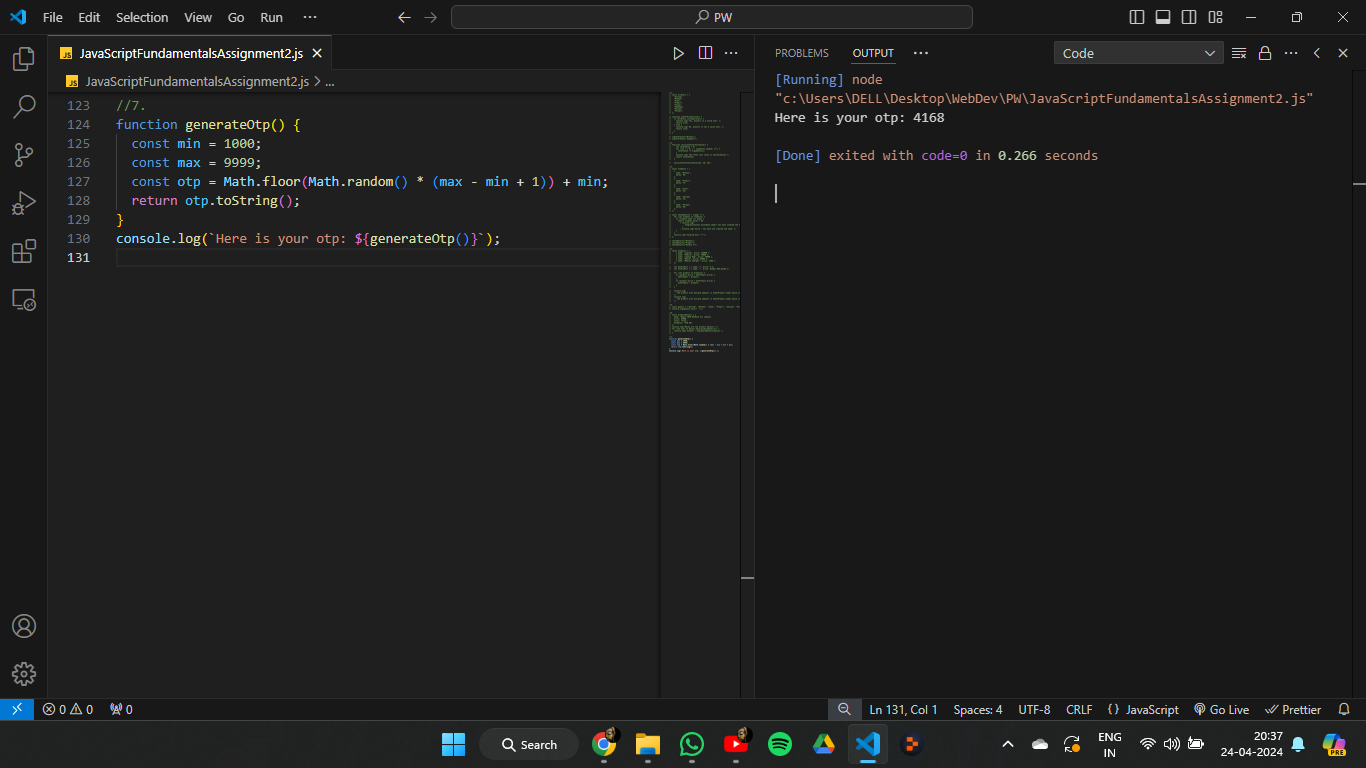 File Edit Selection View Go Run ··· PW
JS JavaScriptFundamentalsAssignment2.js
JS JavaScriptFundamentalsAssignment2.js > ...
123 //7.
124 function generateOtp() {
125 const min = 1000;
126 const max = 9999;
127 const otp = Math.floor(Math.random() * (max - min + 1)) + min;
128 return otp.toString();
129 }
130 console.log(`Here is your otp: ${generateOtp()}`);
131
PROBLEMS OUTPUT ··· Code
[Running] node
"c:\Users\DELL\Desktop\WebDev\PW\JavaScriptFundamentalsAssignment2.js"
Here is your otp: 4168
[Done] exited with code=0 in 0.266 seconds
0 0 0 Ln 131, Col 1 Spaces: 4 UTF-8 CRLF {} JavaScript Go Live Prettier
Search
ENG
IN
20:37
24-04-2024
PRE